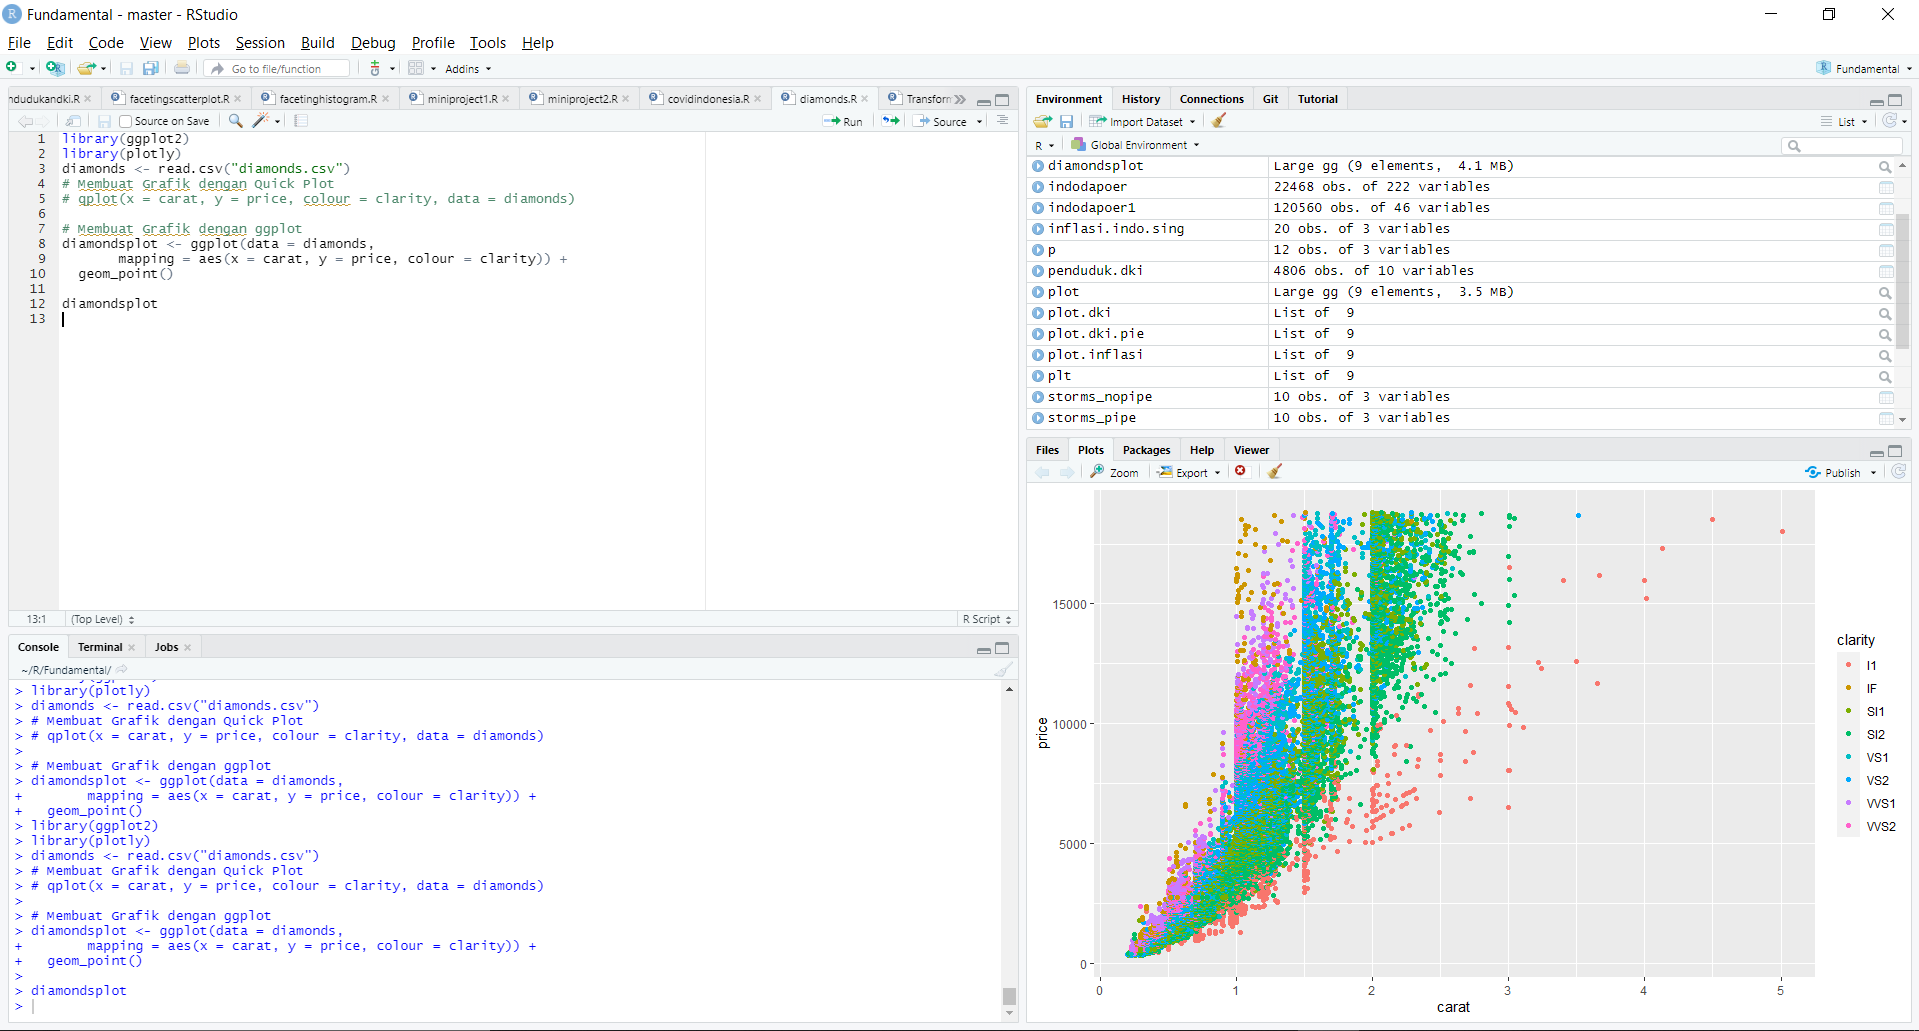 Fundamental - master - RStudio
File Edit Code View Plots Session Build Debug Profile Tools Help
Go to file/function Addins Fundamental
ndudukandki.R facetingscatterplot.R facetinghistogram.R miniproject1.R miniproject2.R covidindonesia.R diamonds.R Transform
Source on Save Run Source
1 library(ggplot2)
2 library(plotly)
3 diamonds <- read.csv("diamonds.csv")
4 # Membuat Grafik dengan Quick Plot
5 # qplot(x = carat, y = price, colour = clarity, data = diamonds)
6
7 # Membuat Grafik dengan ggplot
8 diamondsplot <- ggplot(data = diamonds,
9 mapping = aes(x = carat, y = price, colour = clarity)) +
10 geom_point()
11
12 diamondsplot
13
13:1 (Top Level) R Script
Console Terminal Jobs
~/R/Fundamental/
> library(plotly)
> diamonds <- read.csv("diamonds.csv")
> # Membuat Grafik dengan Quick Plot
> # qplot(x = carat, y = price, colour = clarity, data = diamonds)
>
> # Membuat Grafik dengan ggplot
> diamondsplot <- ggplot(data = diamonds,
+ mapping = aes(x = carat, y = price, colour = clarity)) +
+ geom_point()
> library(ggplot2)
> library(plotly)
> diamonds <- read.csv("diamonds.csv")
> # Membuat Grafik dengan Quick Plot
> # qplot(x = carat, y = price, colour = clarity, data = diamonds)
>
> # Membuat Grafik dengan ggplot
> diamondsplot <- ggplot(data = diamonds,
+ mapping = aes(x = carat, y = price, colour = clarity)) +
+ geom_point()
>
> diamondsplot
>
Environment History Connections Git Tutorial
Import Dataset List
R Global Environment
diamondsplot Large gg (9 elements, 4.1 MB)
indodapoer 22468 obs. of 222 variables
indodapoer1 120560 obs. of 46 variables
inflasi.indo.sing 20 obs. of 3 variables
p 12 obs. of 3 variables
penduduk.dki 4806 obs. of 10 variables
plot Large gg (9 elements, 3.5 MB)
plot.dki List of 9
plot.dki.pie List of 9
plot.inflasi List of 9
plt List of 9
storms_nopipe 10 obs. of 3 variables
storms_pipe 10 obs. of 3 variables
Files Plots Packages Help Viewer
Zoom Export Publish
15000
10000
5000
0
price
0 1 2 3 4 5
carat
clarity
I1
IF
SI1
SI2
VS1
VS2
VVS1
VVS2